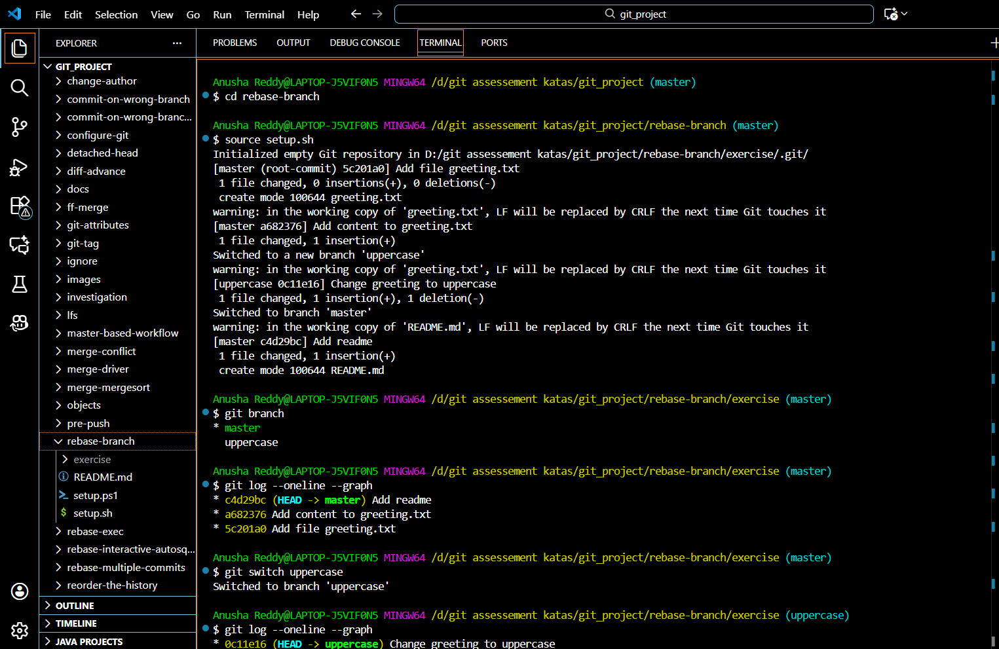 File Edit Selection View Go Run Terminal Help git_project
EXPLORER ...
GIT_PROJECT
change-author
commit-on-wrong-branch
commit-on-wrong-branc...
configure-git
detached-head
diff-advance
docs
ff-merge
git-attributes
git-tag
ignore
images
investigation
lfs
master-based-workflow
merge-conflict
merge-driver
merge-mergesort
objects
pre-push
rebase-branch
exercise
README.md
setup.ps1
$ setup.sh
rebase-exec
rebase-interactive-autosq...
rebase-multiple-commits
reorder-the-history
OUTLINE
TIMELINE
JAVA PROJECTS
PROBLEMS OUTPUT DEBUG CONSOLE TERMINAL PORTS
Anusha Reddy@LAPTOP-J5VIF0N5 MINGW64 /d/git assessement katas/git_project (master)
$ cd rebase-branch
Anusha Reddy@LAPTOP-J5VIF0N5 MINGW64 /d/git assessement katas/git_project/rebase-branch (master)
$ source setup.sh
Initialized empty Git repository in D:/git assessement katas/git_project/rebase-branch/exercise/.git/
[master (root-commit) 5c201a0] Add file greeting.txt
1 file changed, 0 insertions(+), 0 deletions(-)
create mode 100644 greeting.txt
warning: in the working copy of 'greeting.txt', LF will be replaced by CRLF the next time Git touches it
[master a682376] Add content to greeting.txt
1 file changed, 1 insertion(+)
Switched to a new branch 'uppercase'
warning: in the working copy of 'greeting.txt', LF will be replaced by CRLF the next time Git touches it
[uppercase 0c11e16] Change greeting to uppercase
1 file changed, 1 insertion(+), 1 deletion(-)
Switched to branch 'master'
warning: in the working copy of 'README.md', LF will be replaced by CRLF the next time Git touches it
[master c4d29bc] Add readme
1 file changed, 1 insertion(+)
create mode 100644 README.md
Anusha Reddy@LAPTOP-J5VIF0N5 MINGW64 /d/git assessement katas/git_project/rebase-branch/exercise (master)
$ git branch
* master
uppercase
Anusha Reddy@LAPTOP-J5VIF0N5 MINGW64 /d/git assessement katas/git_project/rebase-branch/exercise (master)
$ git log --oneline --graph
* c4d29bc (HEAD -> master) Add readme
* a682376 Add content to greeting.txt
* 5c201a0 Add file greeting.txt
Anusha Reddy@LAPTOP-J5VIF0N5 MINGW64 /d/git assessement katas/git_project/rebase-branch/exercise (master)
$ git switch uppercase
Switched to branch 'uppercase'
Anusha Reddy@LAPTOP-J5VIF0N5 MINGW64 /d/git assessement katas/git_project/rebase-branch/exercise (uppercase)
$ git log --oneline --graph
* 0c11e16 (HEAD -> uppercase) Change greeting to uppercase